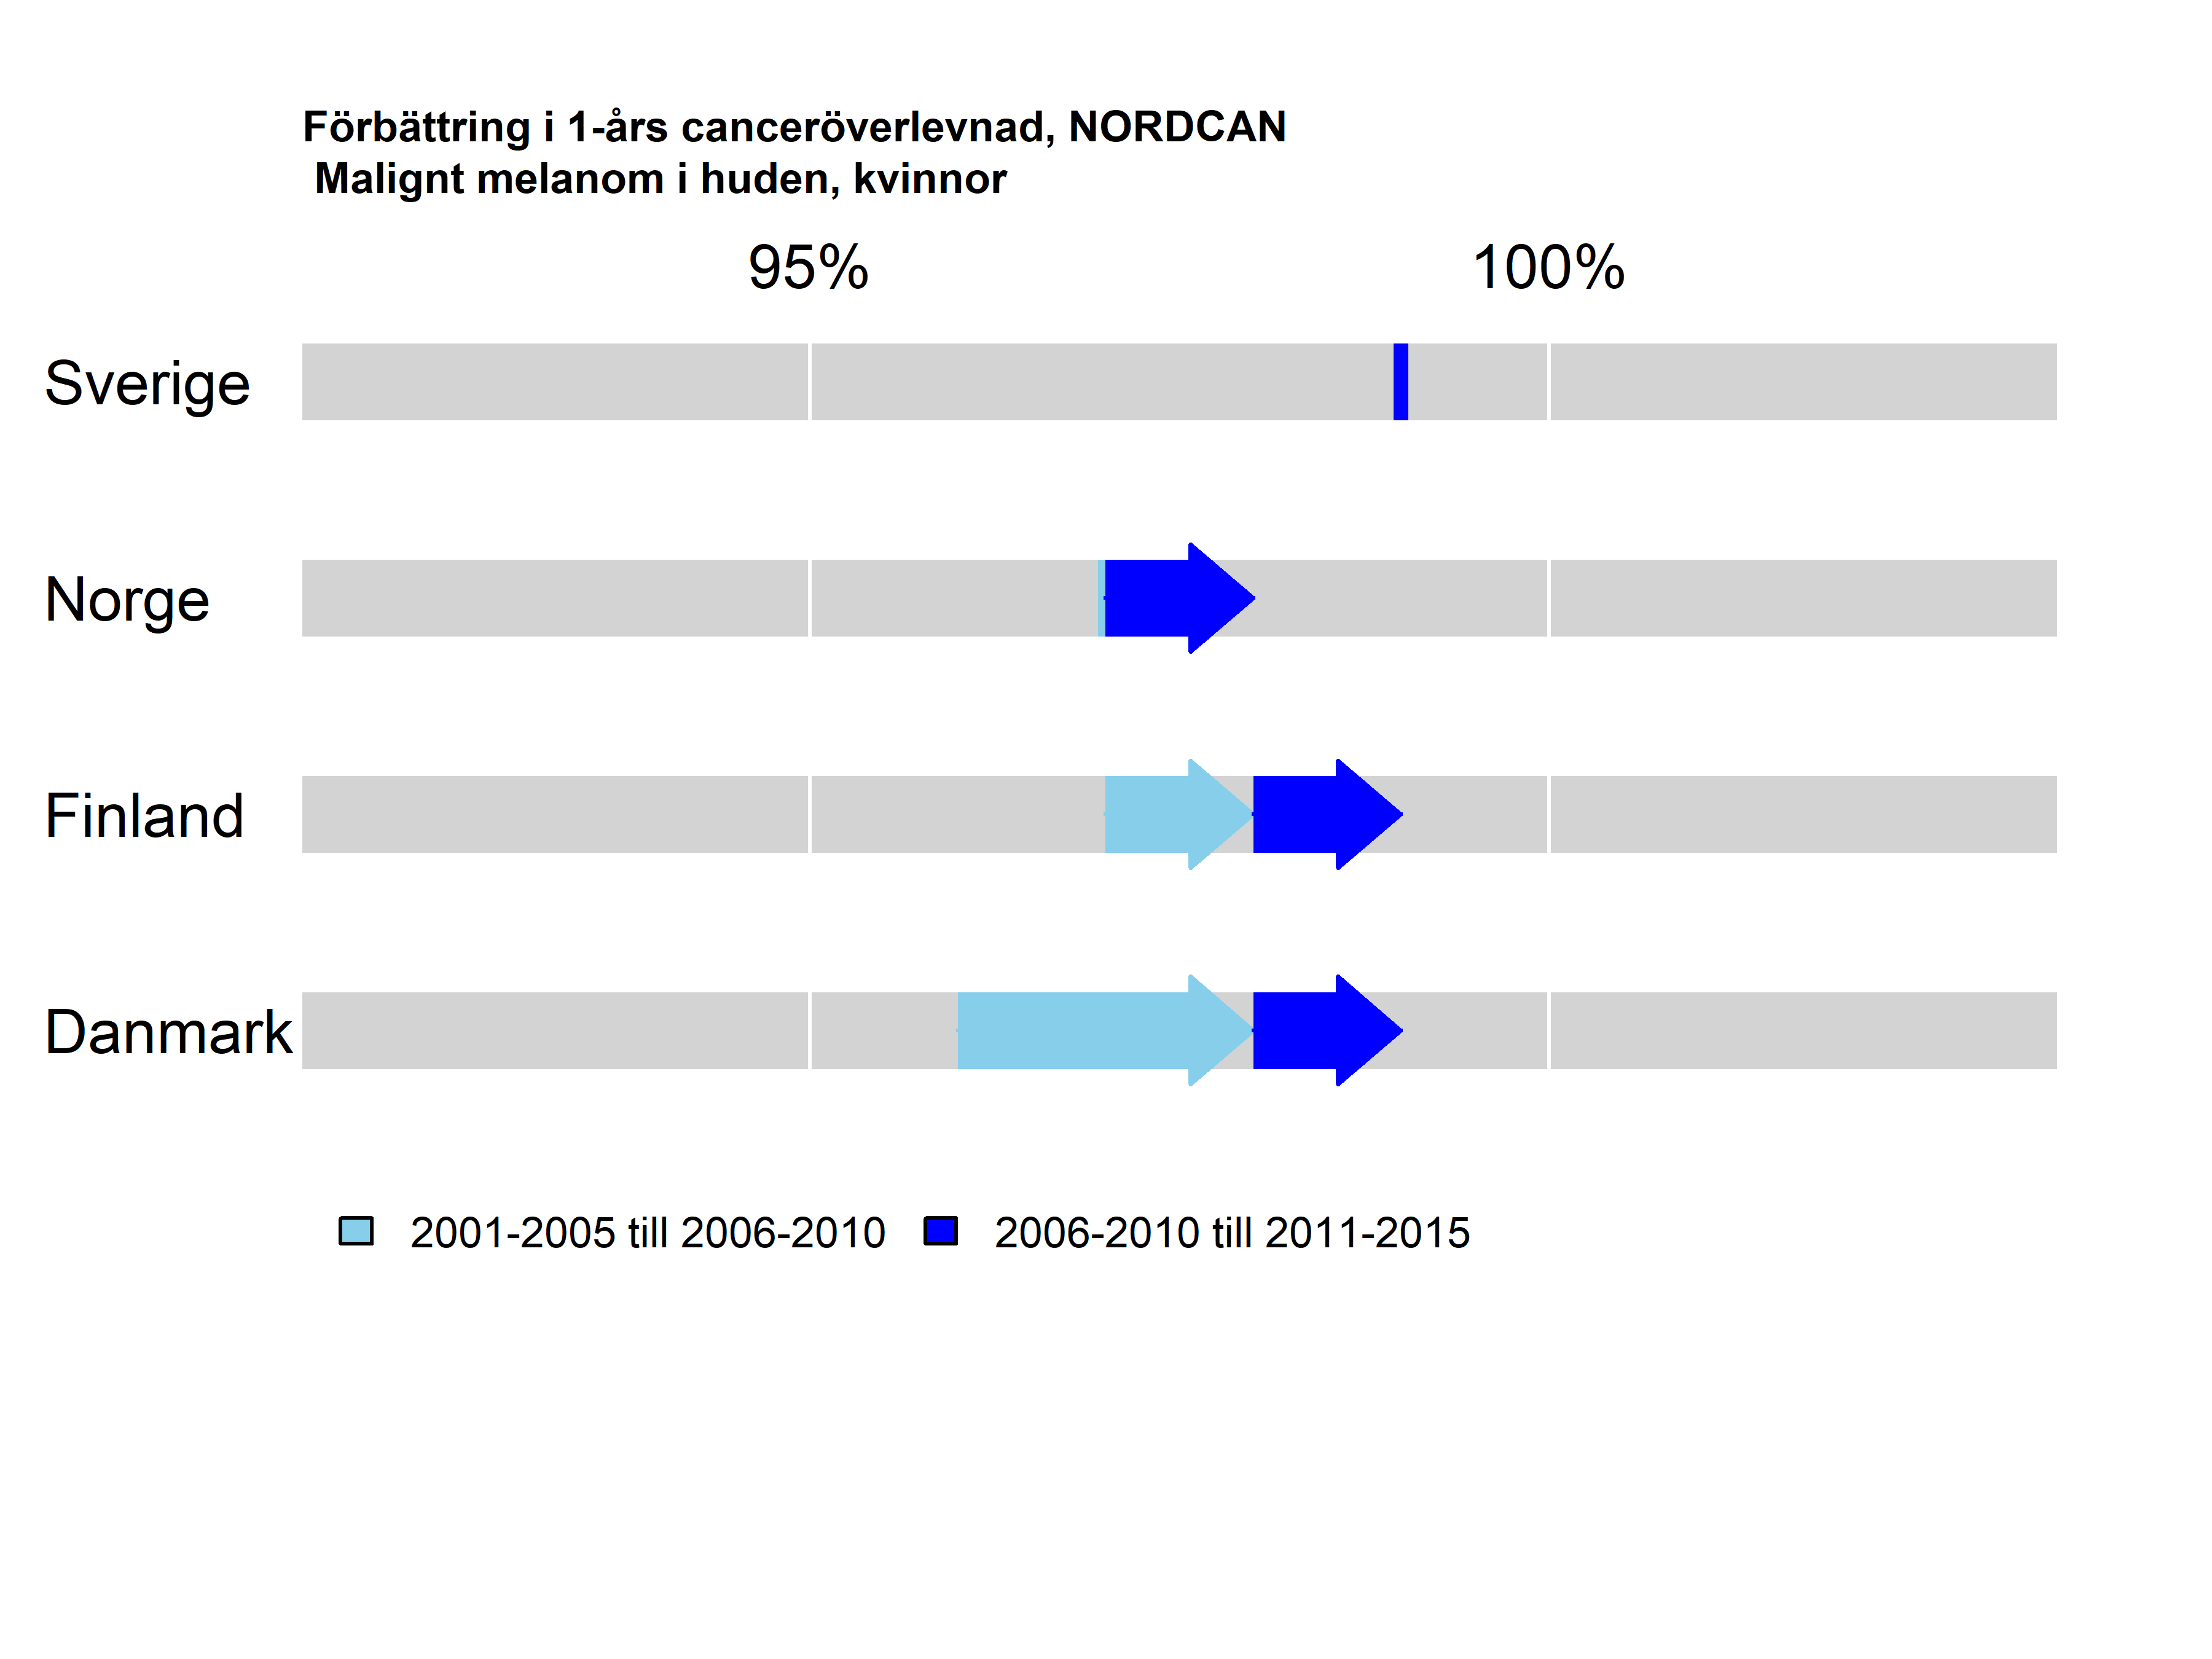 Förbättring i 1-års canceröverlevnad, NORDCAN
Malignt melanom i huden, kvinnor
95% 100%
Sverige
Norge
Finland
Danmark
2001-2005 till 2006-2010 2006-2010 till 2011-2015